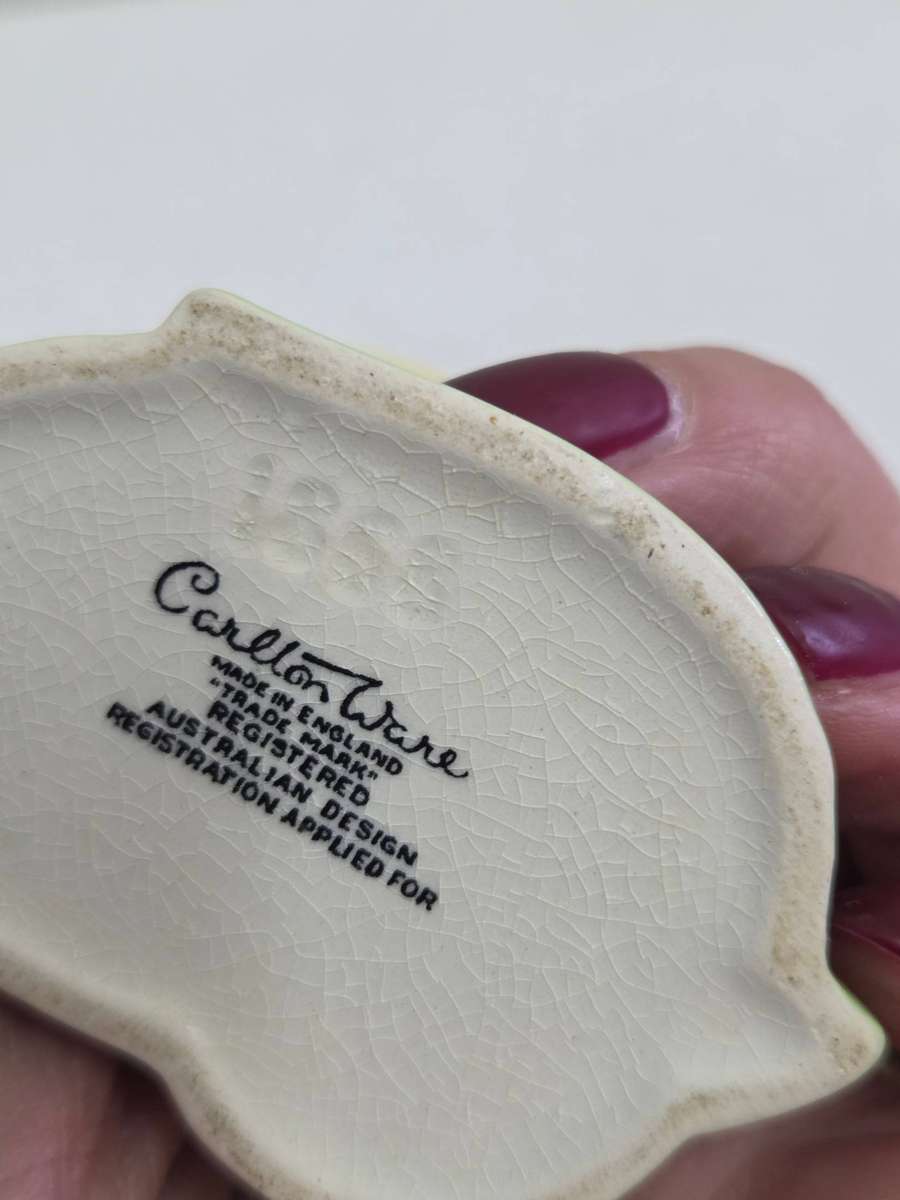 Carlton Ware
MADE IN ENGLAND
"TRADE MARK"
REGISTERED
AUSTRALIAN DESIGN
REGISTRATION APPLIED FOR